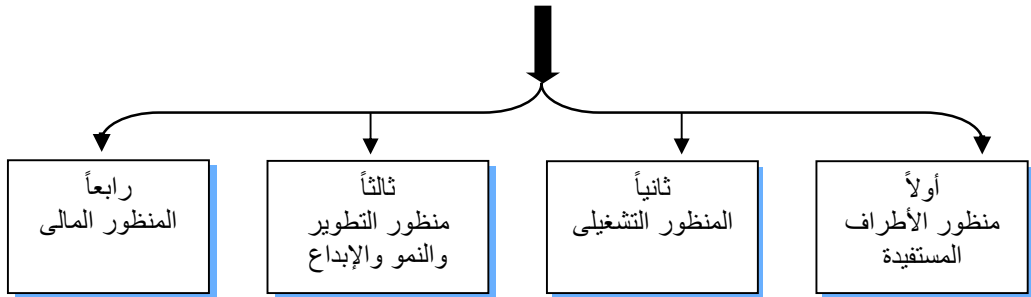 أولاً
منظور الأطراف
المستفيدة
ثانياً
المنظور التشغيلى
ثالثاً
منظور التطوير
والنمو والإبداع
رابعاً
المنظور المالى